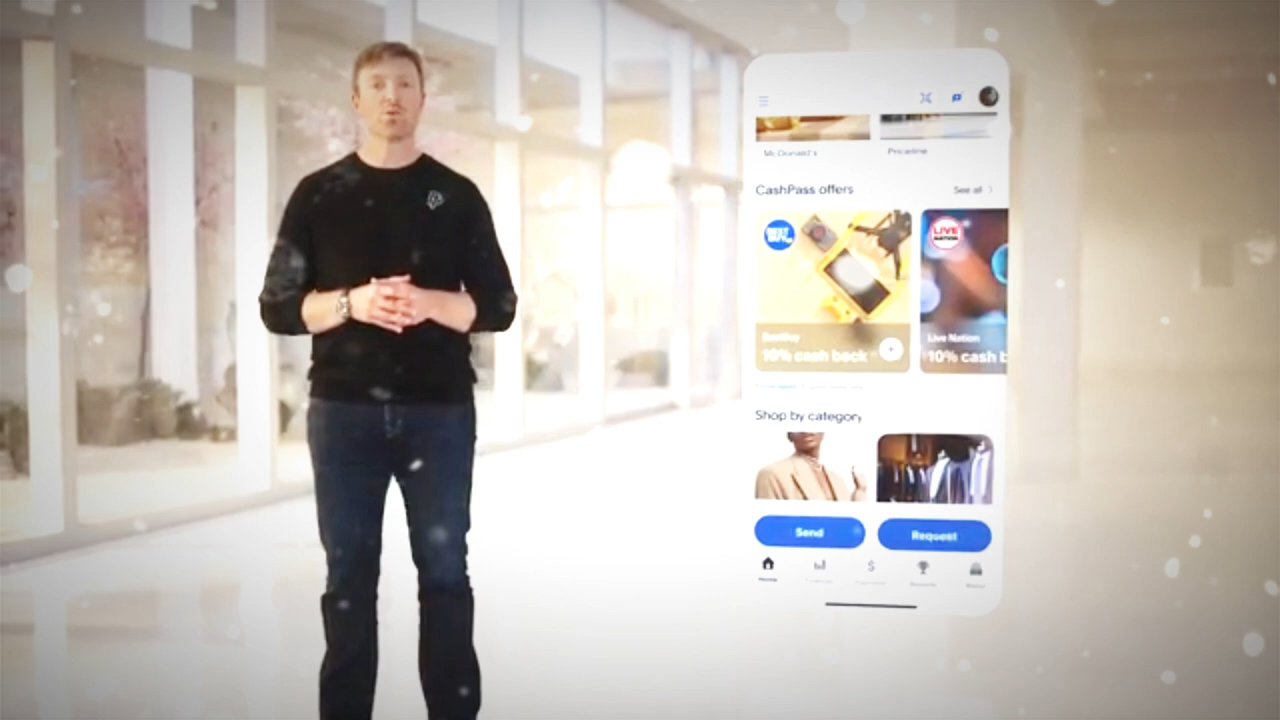 McDonald's
Priceline
CashPass offers
See all
BEST BUY
LIVE NATION
BestBuy
10% cash back
Live Nation
10% cash b
Shop by category
Send
Request
Home